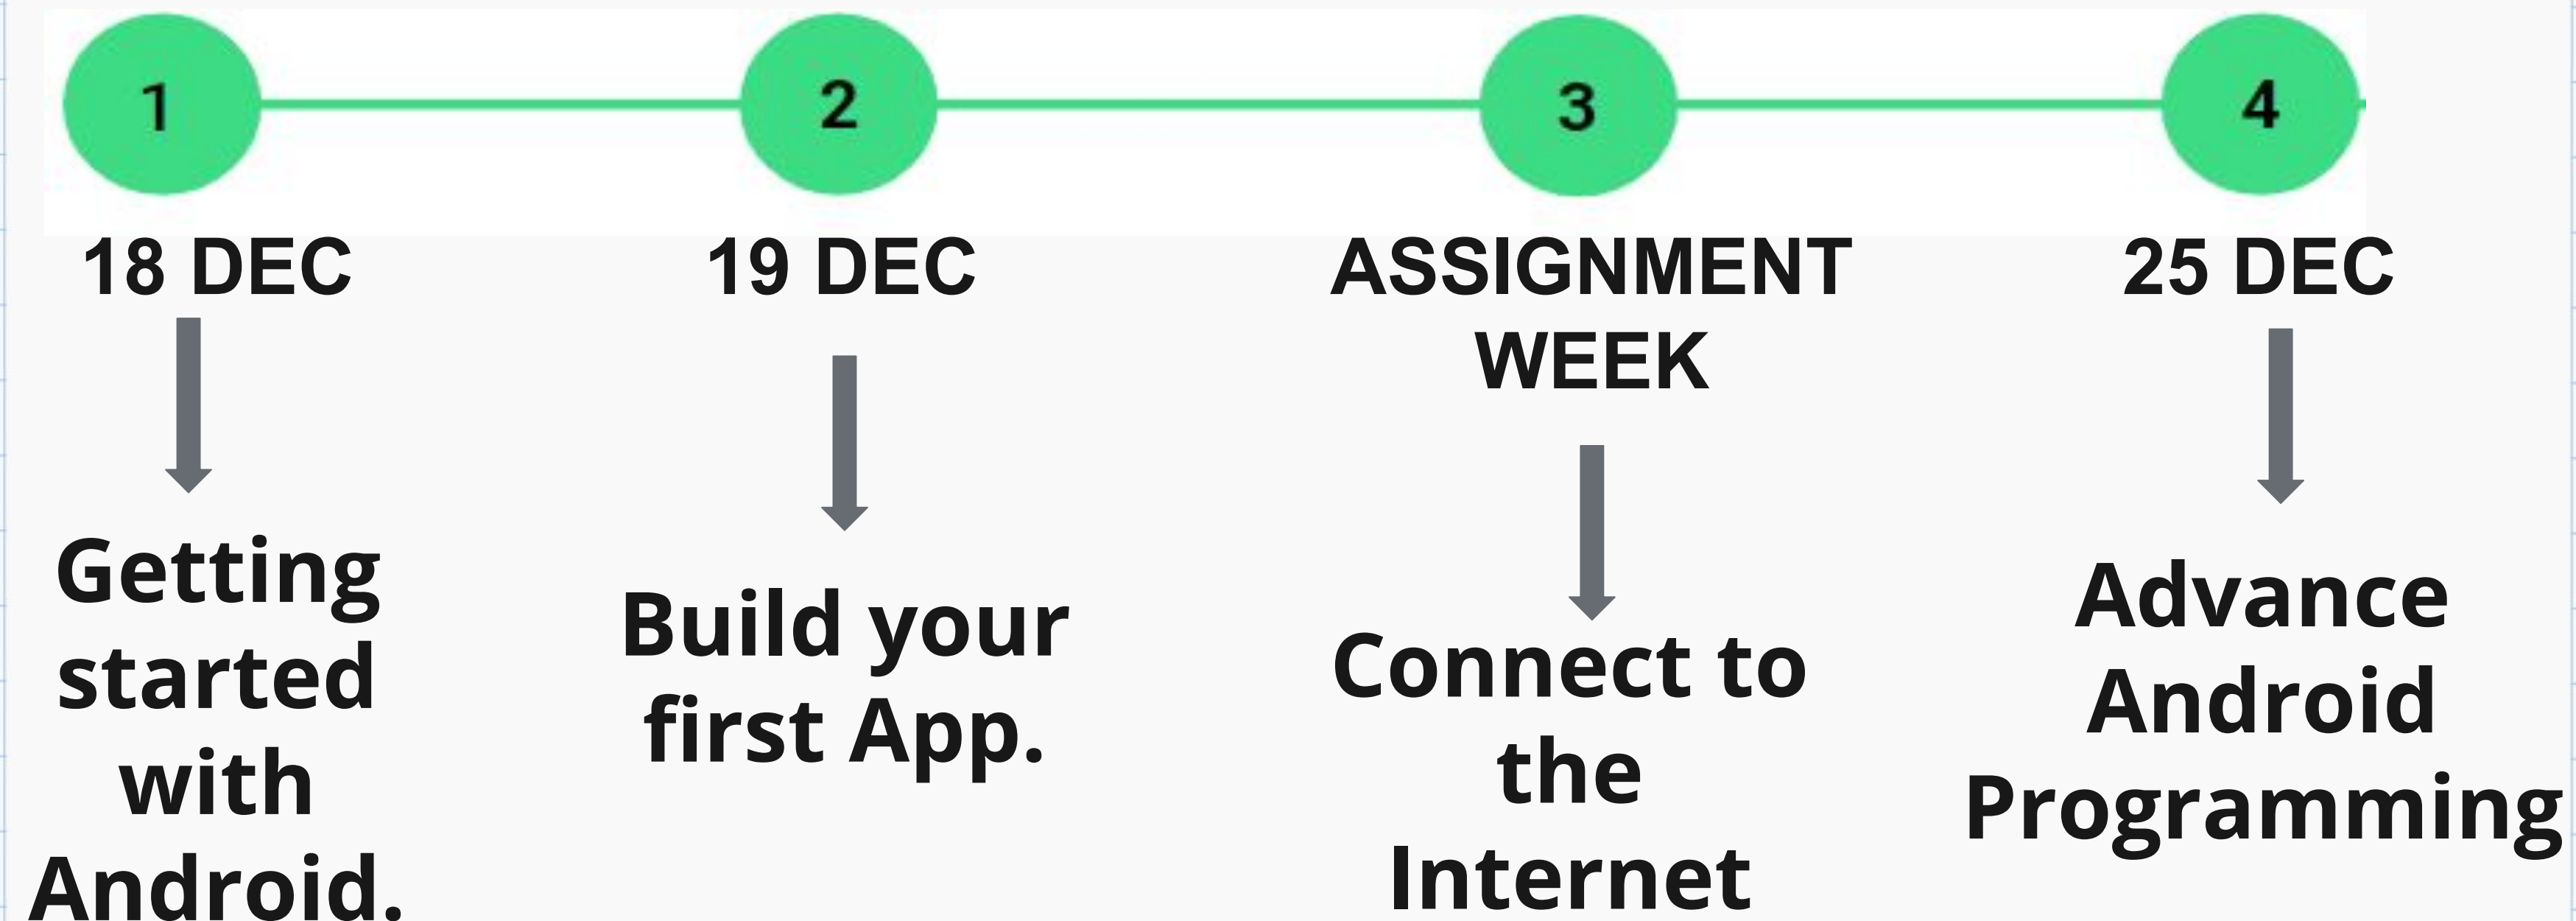 1
2
3
4
18 DEC
19 DEC
ASSIGNMENT
WEEK
25 DEC
Getting
started
with
Android.
Build your
first App.
Connect to
the
Internet
Advance
Android
Programming